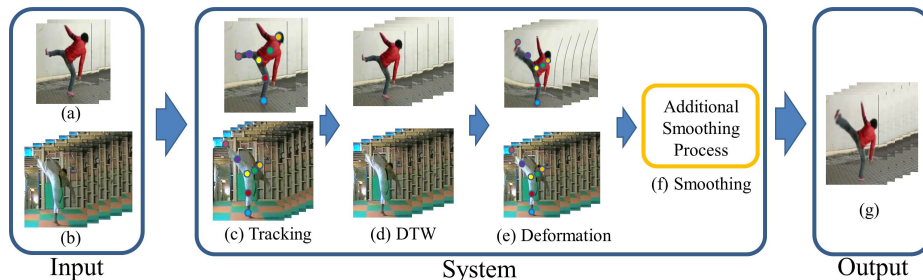 (a)
(b)
Input
(c) Tracking
(d) DTW
(e) Deformation
Additional
Smoothing
Process
(f) Smoothing
System
(g)
Output